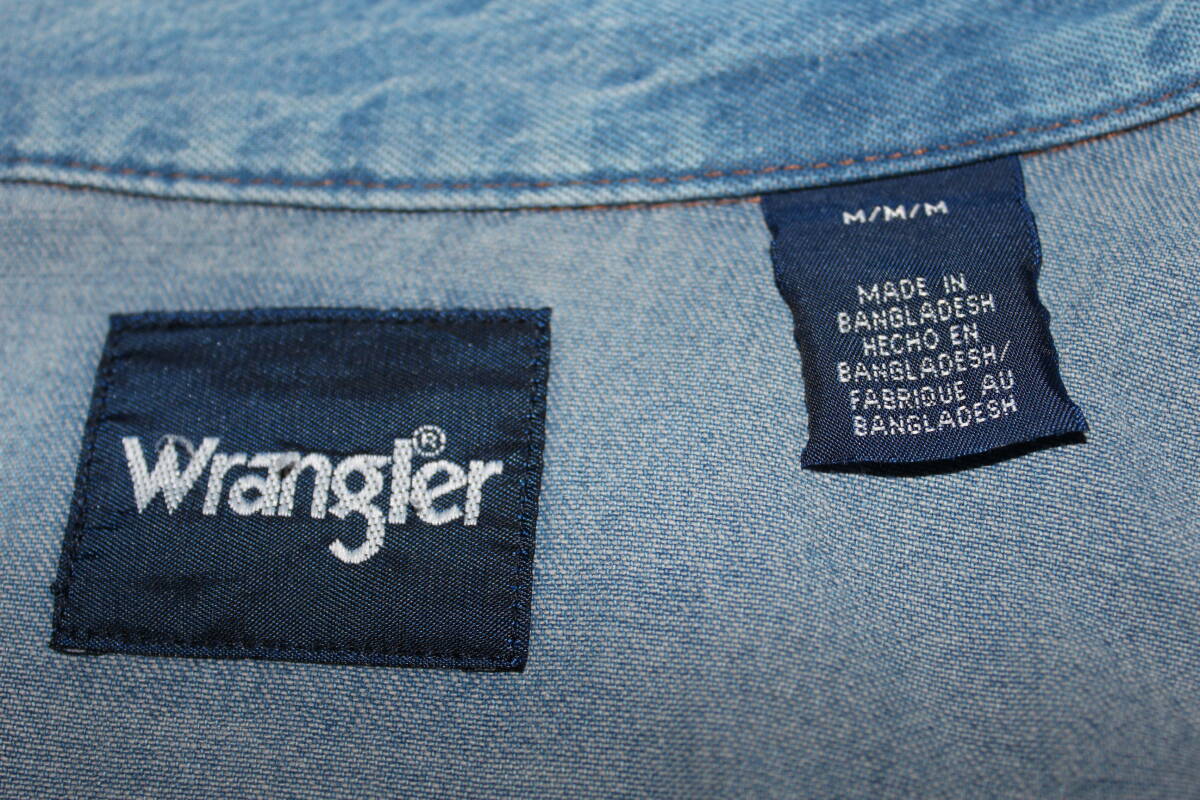 Wrangler®
M/M/M
MADE IN
BANGLADESH
HECHO EN
BANGLADESH/
FABRIQUE AU
BANGLADESH